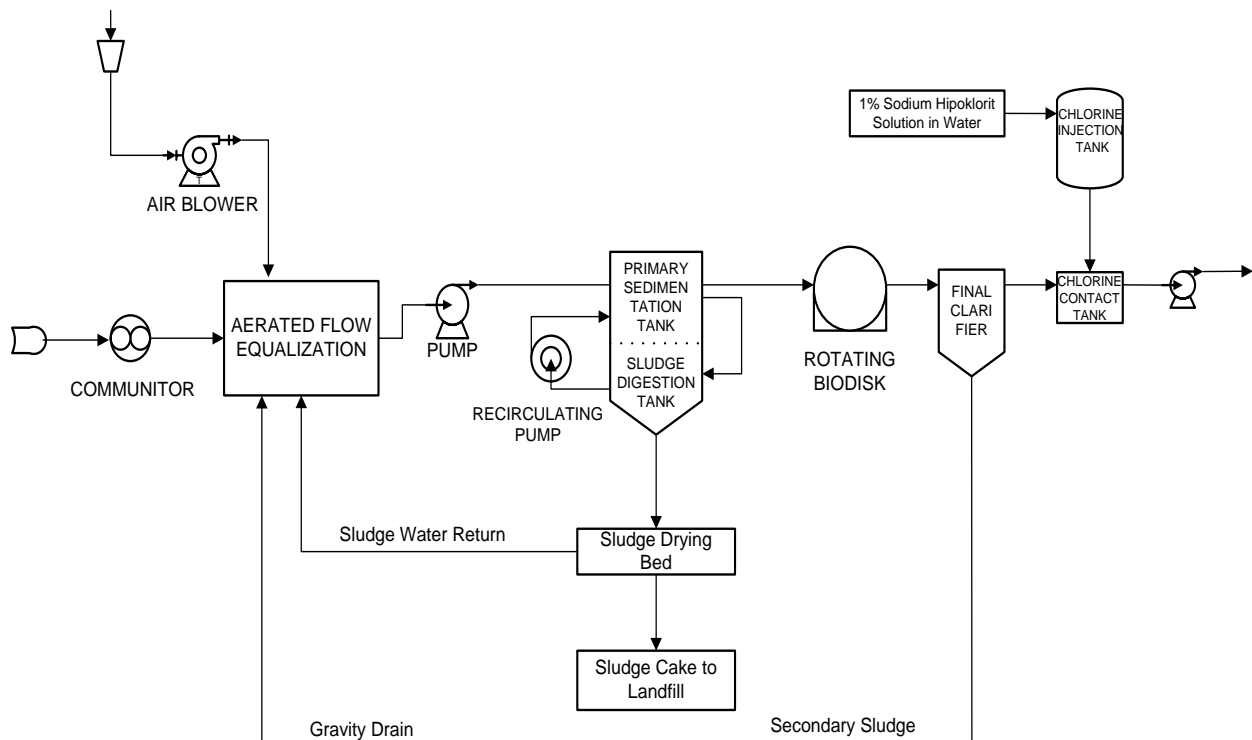 1% Sodium Hipoklorit
Solution in Water
CHLORINE
INJECTION
TANK
T
AIR BLOWER
COMMUNITOR
AERATED FLOW
EQUALIZATION
PUMP
PRIMARY
SEDIMEN
TATION
TANK
SLUDGE
DIGESTION
TANK
RECIRCULATING
PUMP
ROTATING
BIODISK
FINAL
CLARI
FIER
CHLORINE
CONTACT
TANK
Sludge Water Return
Sludge Drying
Bed
Sludge Cake to
Landfill
Gravity Drain
Secondary Sludge